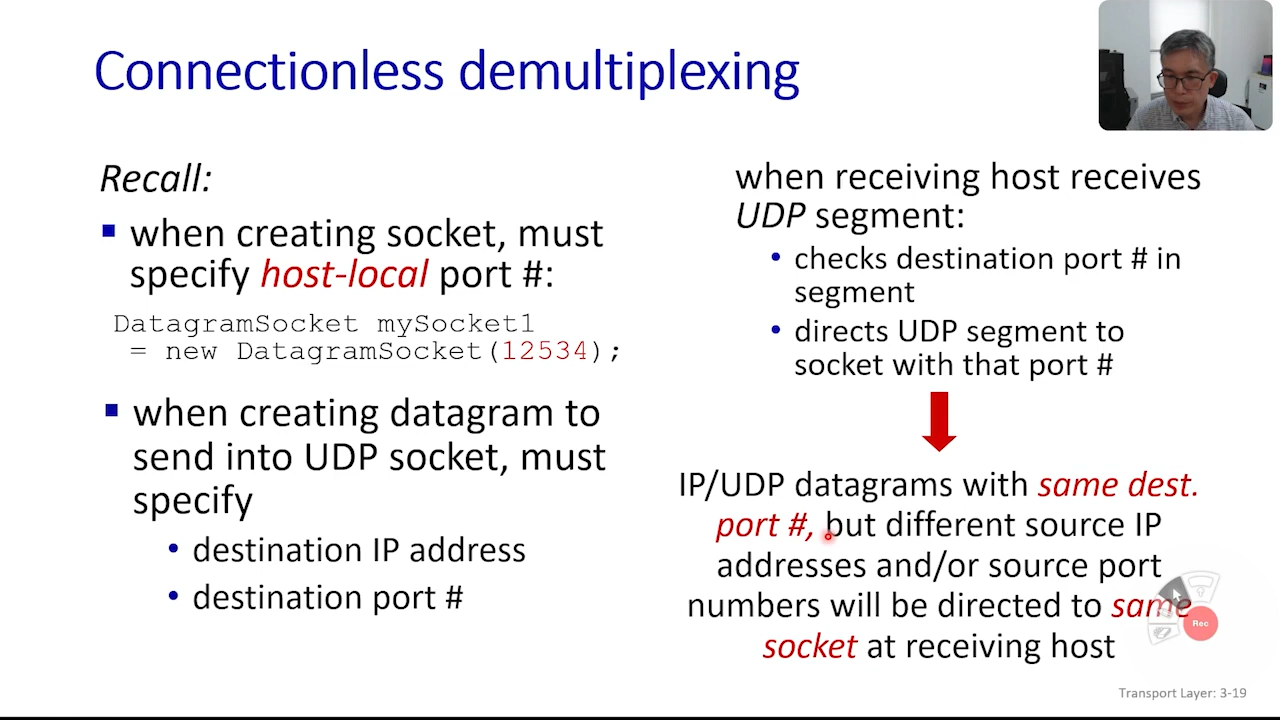 Connectionless demultiplexing
Recall:
when creating socket, must
specify host-local port #:
DatagramSocket mySocket1
= new DatagramSocket(12534);
when creating datagram to
send into UDP socket, must
specify
destination IP address
destination port #
when receiving host receives
UDP segment:
checks destination port # in
segment
directs UDP segment to
socket with that port #
IP/UDP datagrams with same dest.
port #, but different source IP
addresses and/or source port
numbers will be directed to same
socket at receiving host
Rec
Transport Layer: 3-19